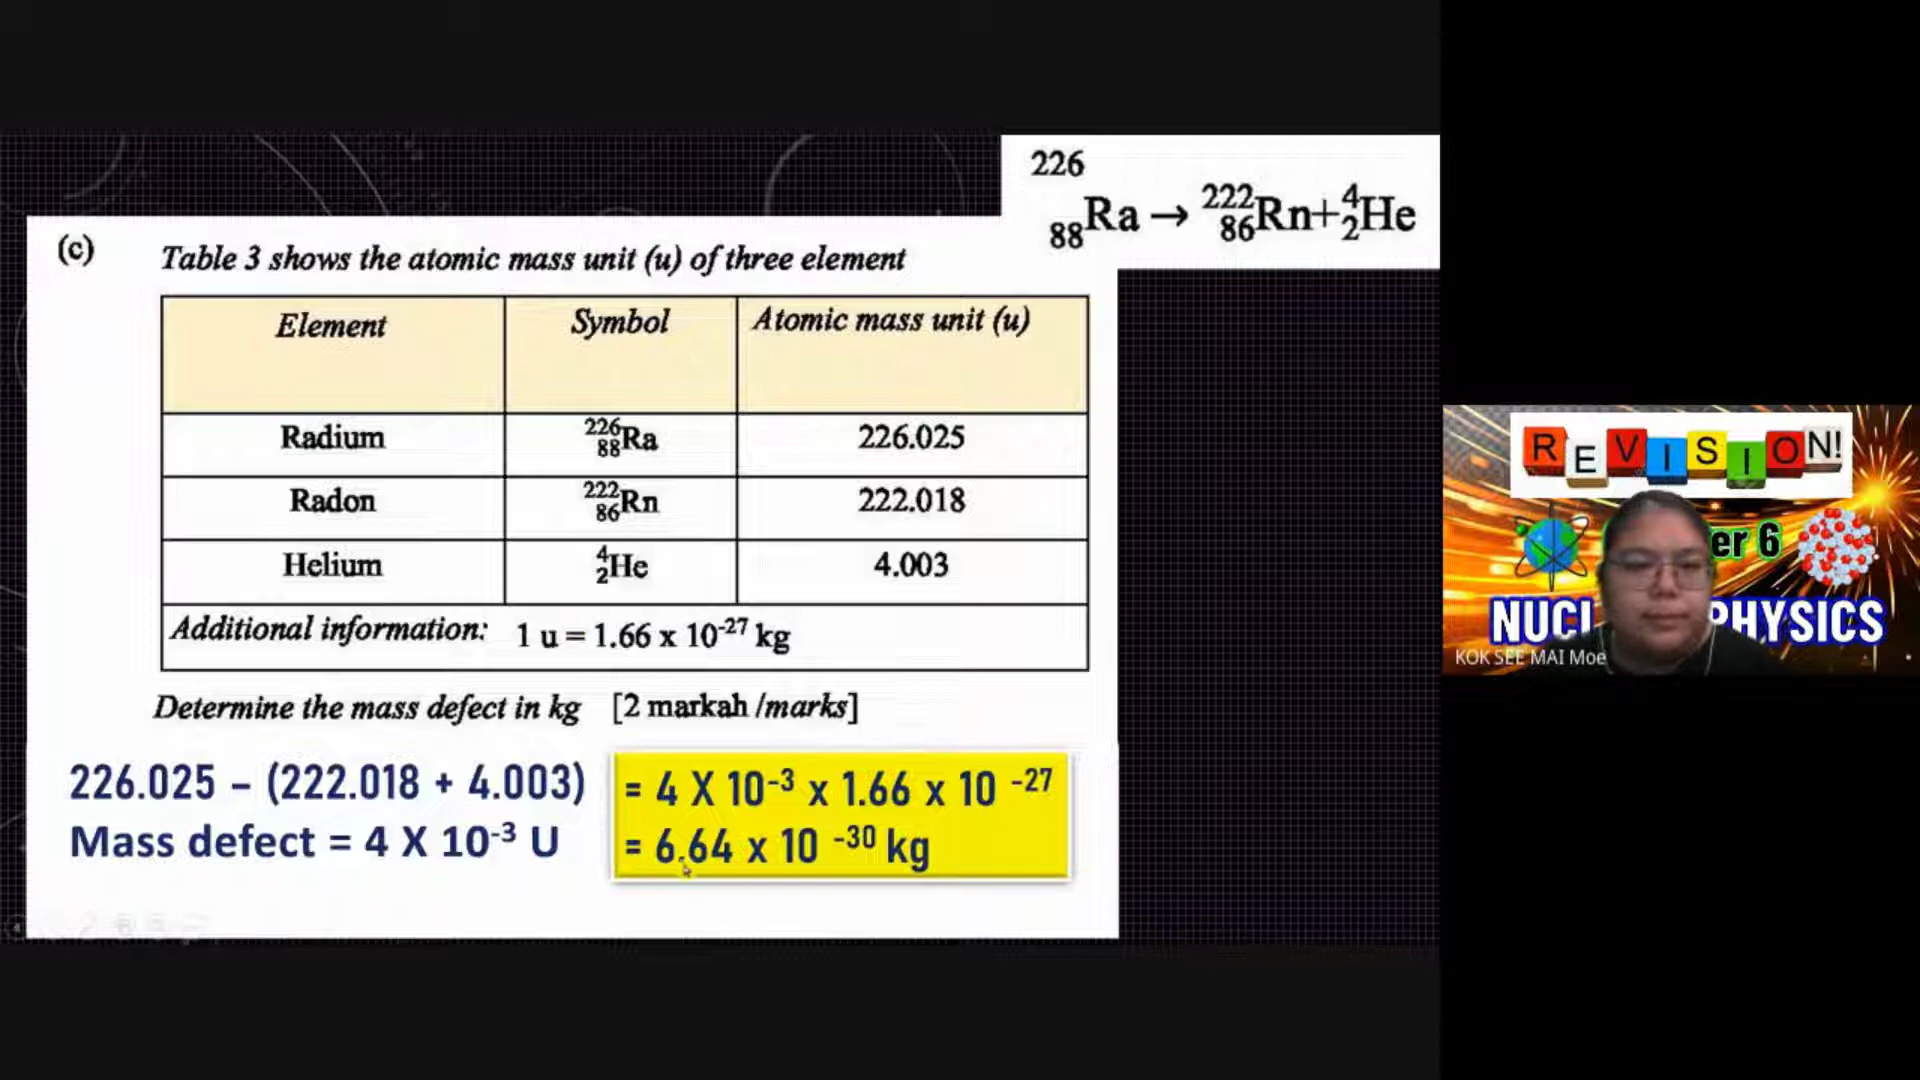 226
88Ra → 222 86Rn+4 2He
(c) Table 3 shows the atomic mass unit (u) of three element
Element Symbol Atomic mass unit (u)
Radium 226 88Ra 226.025
Radon 222 86Rn 222.018
Helium 4 2He 4.003
Additional information: 1 u = 1.66 x 10⁻²⁷ kg
Determine the mass defect in kg [2 markah /marks]
226.025 – (222.018 + 4.003)
Mass defect = 4 X 10⁻³ U
= 4 X 10⁻³ x 1.66 x 10 ⁻²⁷
= 6.64 x 10 ⁻³⁰ kg
REVISION!
er 6
NUCL PHYSICS
KOK SEE MAI Moe